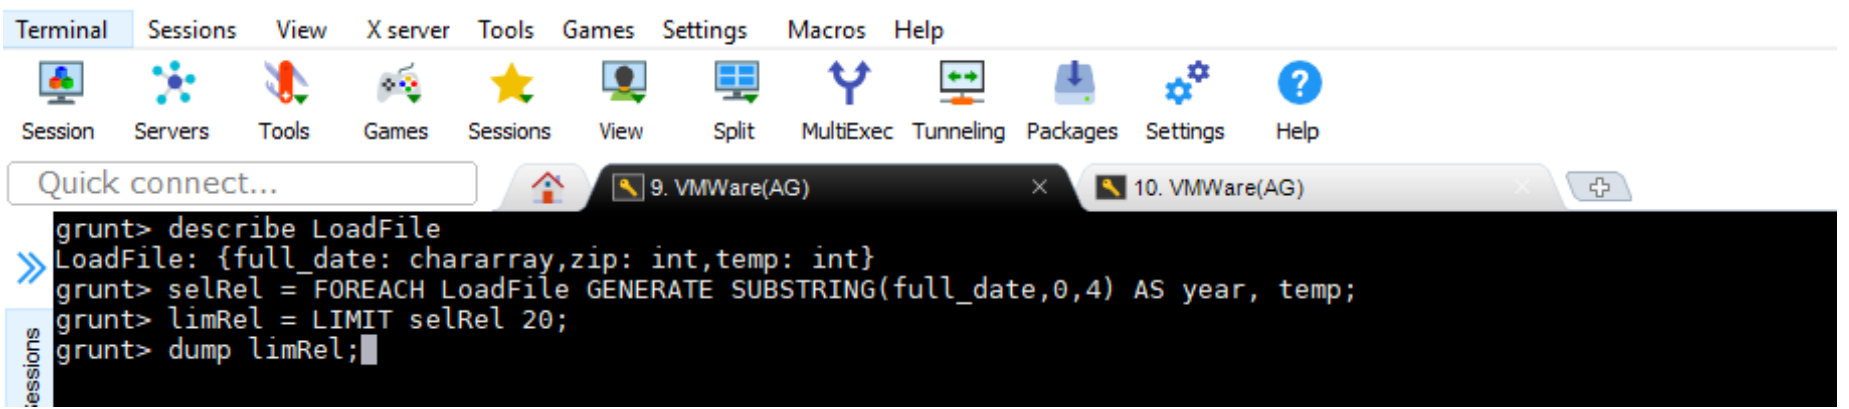 Terminal Sessions View X server Tools Games Settings Macros Help
Session Servers Tools Games Sessions View Split MultiExec Tunneling Packages Settings Help
Quick connect... 9. VMWare(AG) 10. VMWare(AG)
grunt> describe LoadFile
LoadFile: {full_date: chararray,zip: int,temp: int}
grunt> selRel = FOREACH LoadFile GENERATE SUBSTRING(full_date,0,4) AS year, temp;
grunt> limRel = LIMIT selRel 20;
grunt> dump limRel;
Sessions